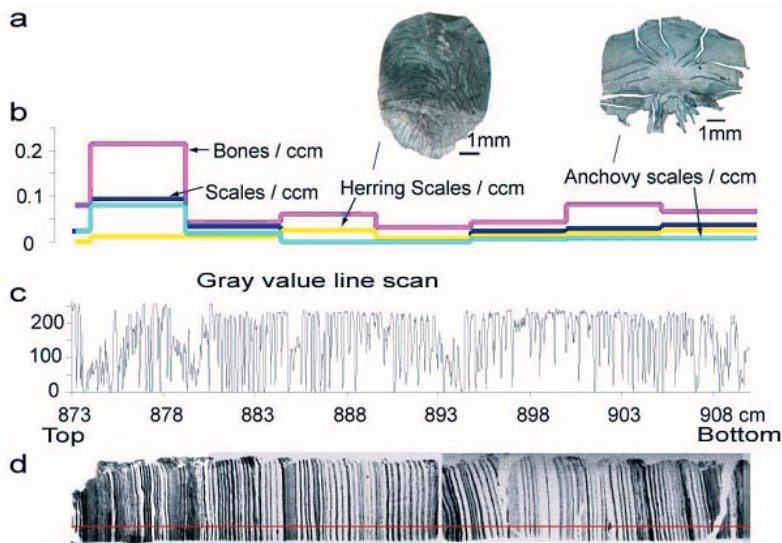 a
b
1mm
1mm
0.2
Bones / ccm
0.1
Scales / ccm
Herring Scales / ccm
Anchovy scales / ccm
0
c
Gray value line scan
200
100
0
873 878 883 888 893 898 903 908 cm
Top
Bottom
d